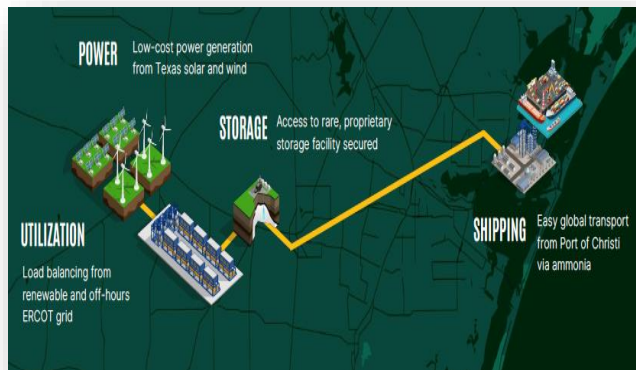 POWER
Low-cost power generation
from Texas solar and wind
STORAGE
Access to rare, proprietary
storage facility secured
UTILIZATION
Load balancing from
renewable and off-hours
ERCOT grid
SHIPPING
Easy global transport
from Port of Christi
via ammonia